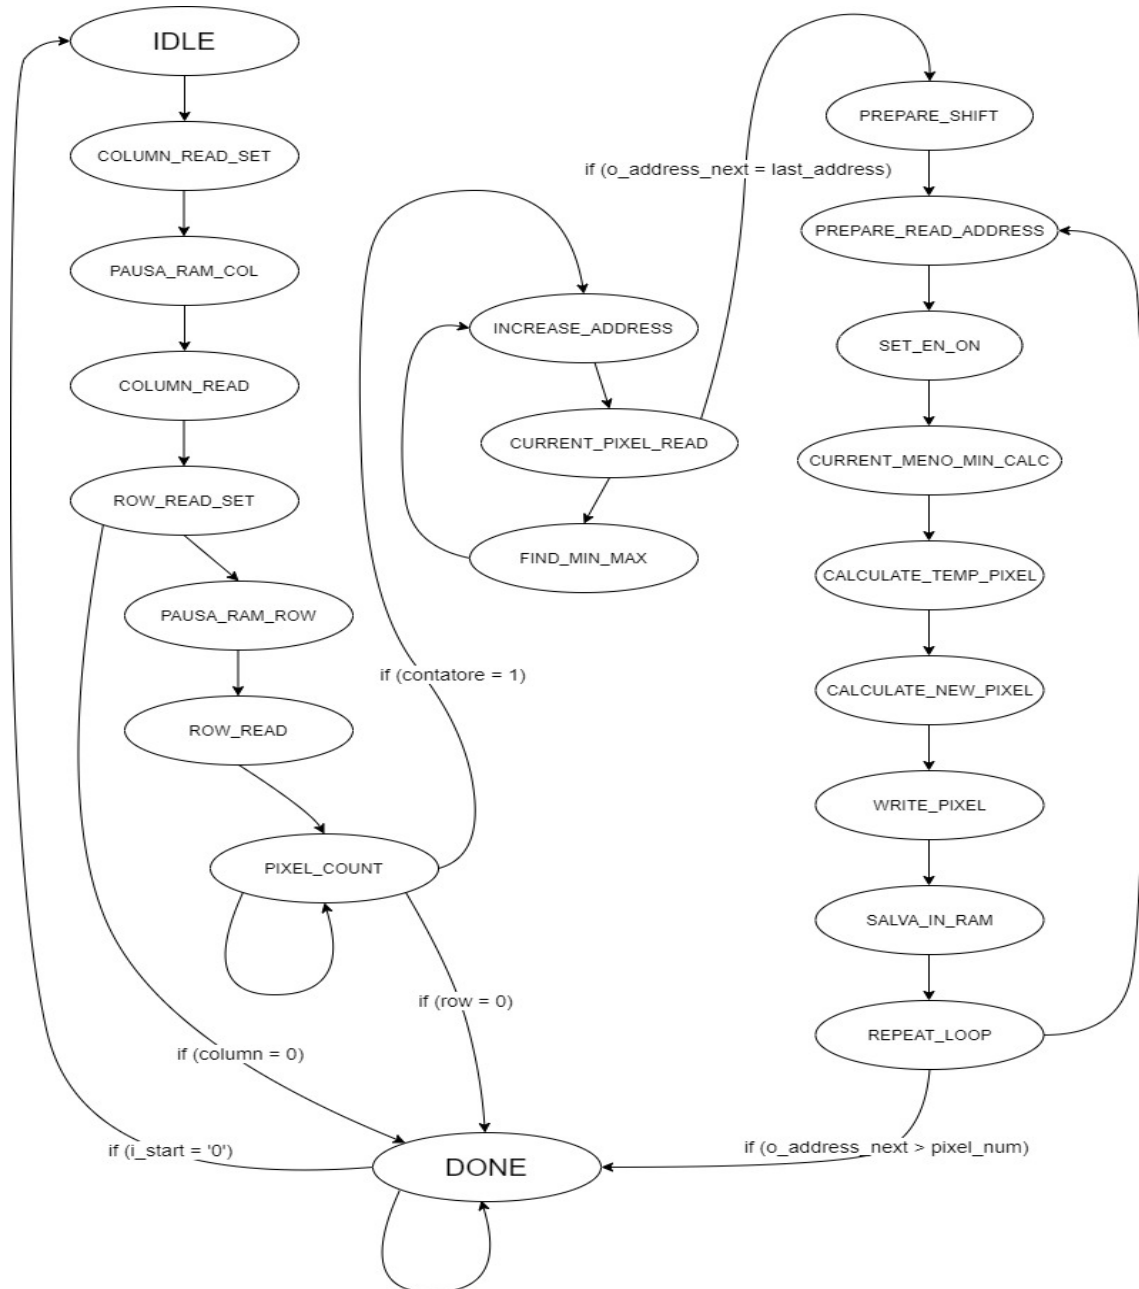 IDLE
COLUMN_READ_SET
PAUSA_RAM_COL
COLUMN_READ
ROW_READ_SET
PAUSA_RAM_ROW
ROW_READ
PIXEL_COUNT
if (column = 0)
if (row = 0)
if (contatore = 1)
INCREASE_ADDRESS
CURRENT_PIXEL_READ
FIND_MIN_MAX
if (o_address_next = last_address)
PREPARE_SHIFT
PREPARE_READ_ADDRESS
SET_EN_ON
CURRENT_MENO_MIN_CALC
CALCULATE_TEMP_PIXEL
CALCULATE_NEW_PIXEL
WRITE_PIXEL
SALVA_IN_RAM
REPEAT_LOOP
if (o_address_next > pixel_num)
DONE
if (i_start = '0')